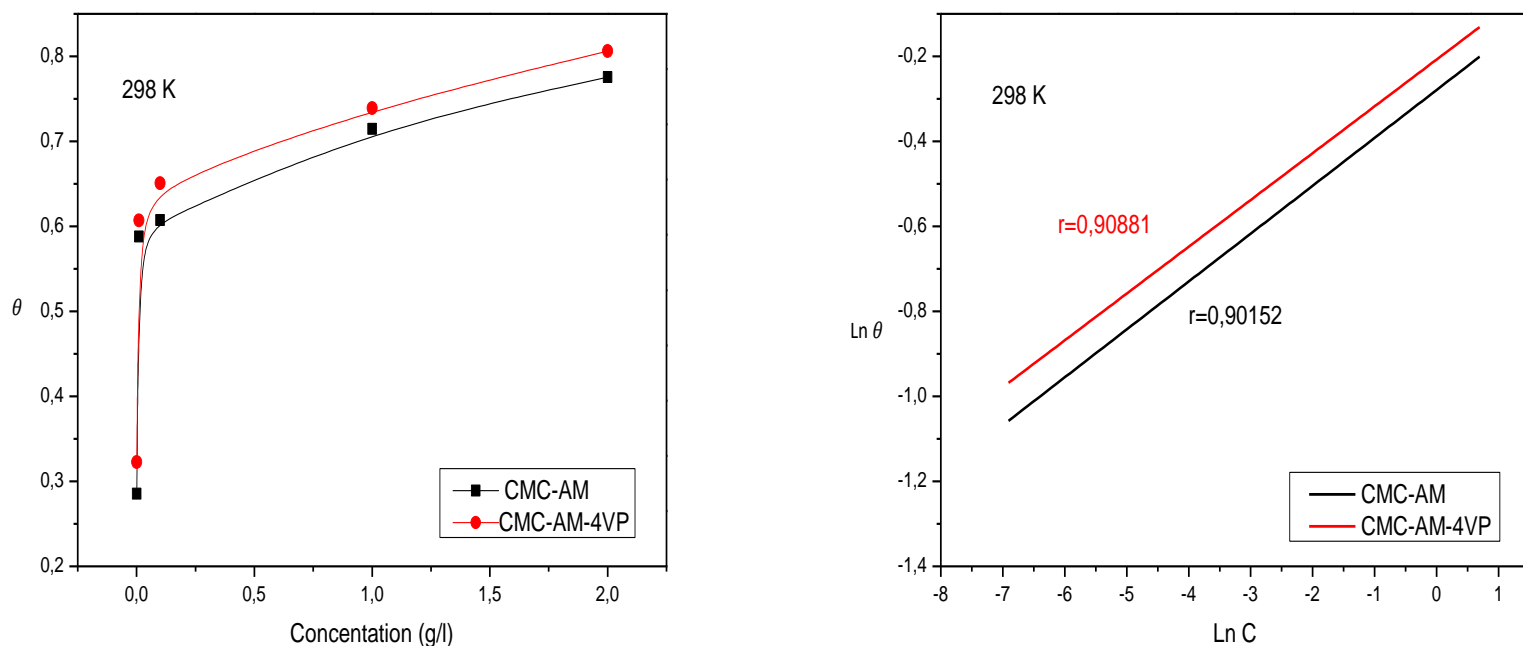 298 K
0,8
0,7
0,6
0,5
0,4
0,3
0,2
θ
CMC-AM
CMC-AM-4VP
0,0 0,5 1,0 1,5 2,0
Concentation (g/l)
298 K
-0,2
-0,4
-0,6
-0,8
-1,0
-1,2
-1,4
Ln θ
r=0,90881
r=0,90152
CMC-AM
CMC-AM-4VP
-8 -7 -6 -5 -4 -3 -2 -1 0 1
Ln C